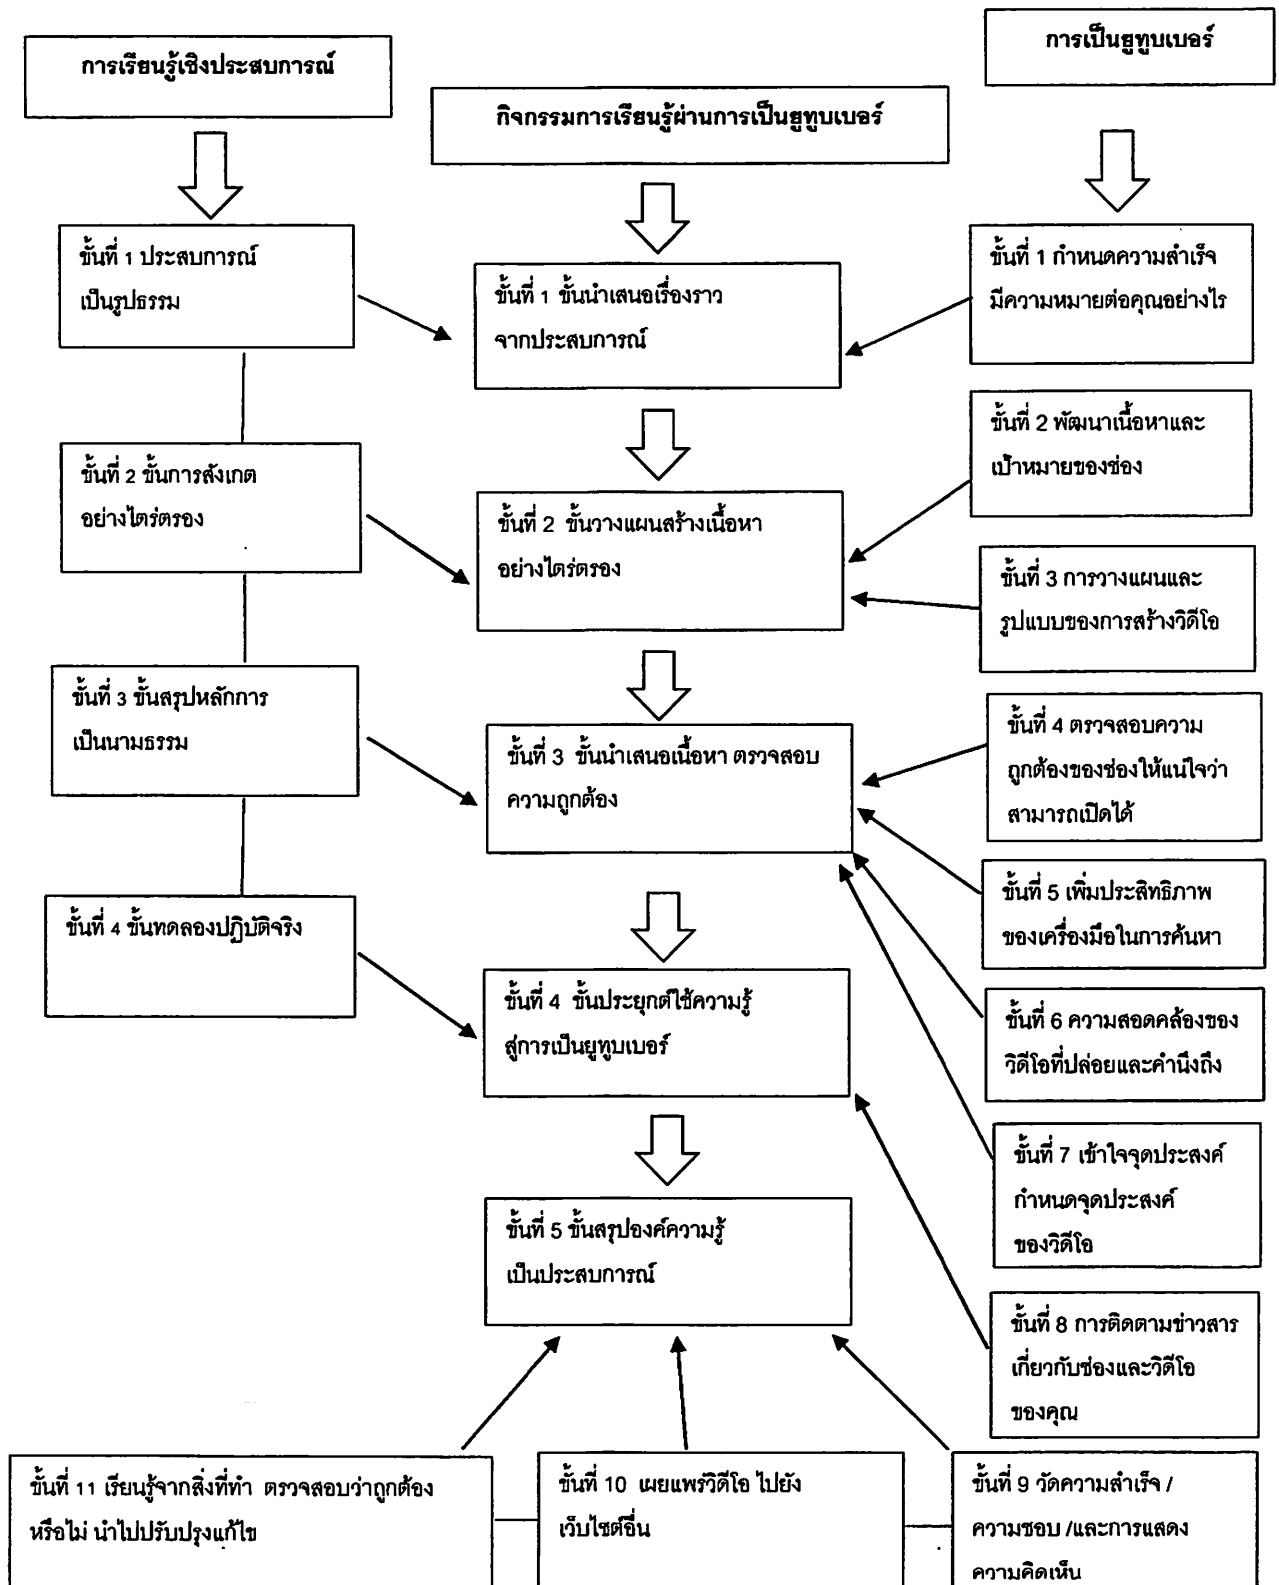 การเรียนรู้เชิงประสบการณ์
กิจกรรมการเรียนรู้ผ่านการเป็นยูทูบเบอร์
การเป็นยูทูบเบอร์
ขั้นที่ 1 ประสบการณ์
เป็นรูปธรรม
ขั้นที่ 2 ขั้นการสังเกต
อย่างไตร่ตรอง
ขั้นที่ 3 ขั้นสรุปหลักการ
เป็นนามธรรม
ขั้นที่ 4 ขั้นทดลองปฏิบัติจริง
ขั้นที่ 1 ขั้นนำเสนอเรื่องราว
จากประสบการณ์
ขั้นที่ 2 ขั้นวางแผนสร้างเนื้อหา
อย่างไตร่ตรอง
ขั้นที่ 3 ขั้นนำเสนอเนื้อหา ตรวจสอบ
ความถูกต้อง
ขั้นที่ 4 ขั้นประยุกต์ใช้ความรู้
สู่การเป็นยูทูบเบอร์
ขั้นที่ 5 ขั้นสรุปองค์ความรู้
เป็นประสบการณ์
ขั้นที่ 1 กำหนดความสำเร็จ
มีความหมายต่อคุณอย่างไร
ขั้นที่ 2 พัฒนาเนื้อหาและ
เป้าหมายของช่อง
ขั้นที่ 3 การวางแผนและ
รูปแบบของการสร้างวิดีโอ
ขั้นที่ 4 ตรวจสอบความ
ถูกต้องของช่องให้แน่ใจว่า
สามารถเปิดได้
ขั้นที่ 5 เพิ่มประสิทธิภาพ
ของเครื่องมือในการค้นหา
ขั้นที่ 6 ความสอดคล้องของ
วิดีโอที่ปล่อยและคำนึงถึง
ขั้นที่ 7 เข้าใจจุดประสงค์
กำหนดจุดประสงค์
ของวิดีโอ
ขั้นที่ 8 การติดตามข่าวสาร
เกี่ยวกับช่องและวิดีโอ
ของคุณ
ขั้นที่ 11 เรียนรู้จากสิ่งที่ทำ ตรวจสอบว่าถูกต้อง
หรือไม่ นำไปปรับปรุงแก้ไข
ขั้นที่ 10 เผยแพร่วิดีโอ ไปยัง
เว็บไซต์อื่น
ขั้นที่ 9 วัดความสำเร็จ /
ความชอบ /และการแสดง
ความคิดเห็น